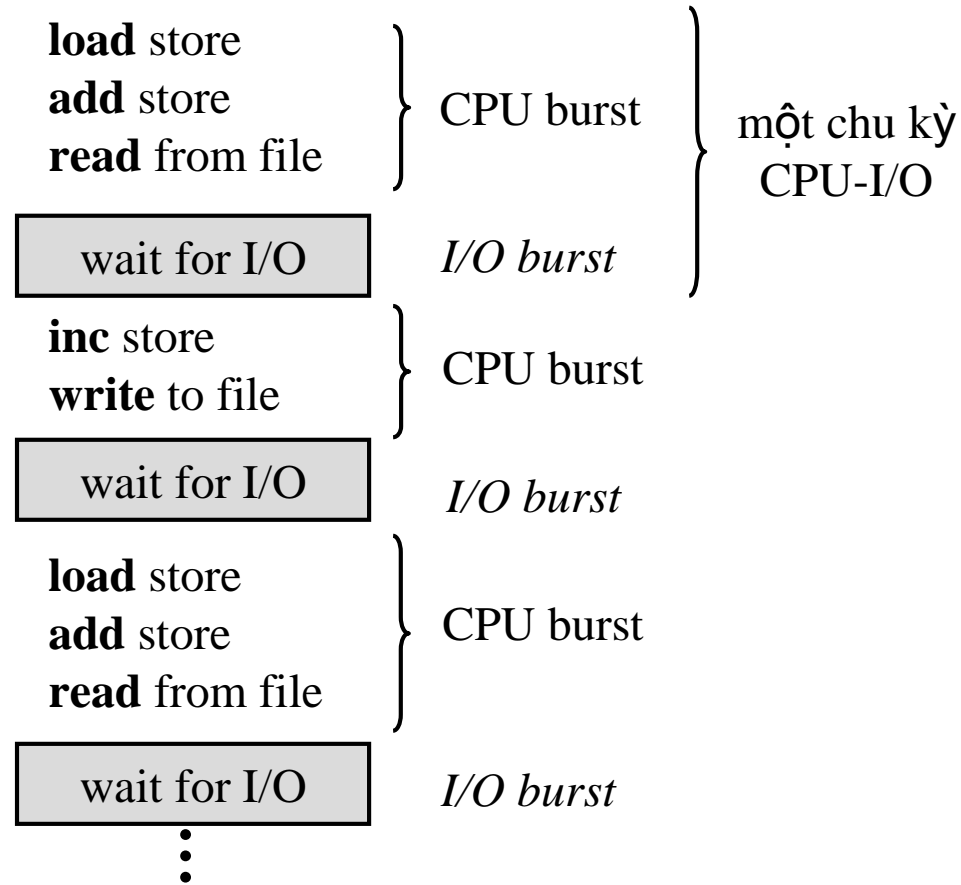 load store
add store
read from file
CPU burst
một chu kỳ
CPU-I/O
wait for I/O
I/O burst
inc store
write to file
CPU burst
wait for I/O
I/O burst
load store
add store
read from file
CPU burst
wait for I/O
I/O burst